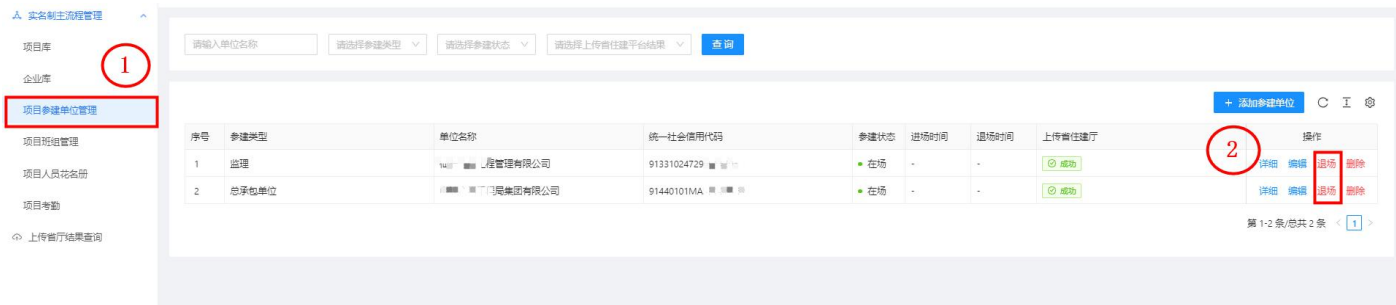 实名制主流程管理
项目库
企业库
项目参建单位管理
项目班组管理
项目人员花名册
项目考勤
上传省厅结果查询
1
请输入单位名称 请选择参建类型 请选择参建状态 请选择上传省住建平台结果 查询
+ 添加参建单位
序号 参建类型 单位名称 统一社会信用代码 参建状态 进场时间 退场时间 上传省住建厅 操作
2
1 监理 程管理有限公司 91331024729 在场 - - 成功 详细 编辑 退场 删除
2 总承包单位 局集团有限公司 91440101MA 在场 - - 成功 详细 编辑 退场 删除
第 1-2 条/总共 2 条 < 1 >